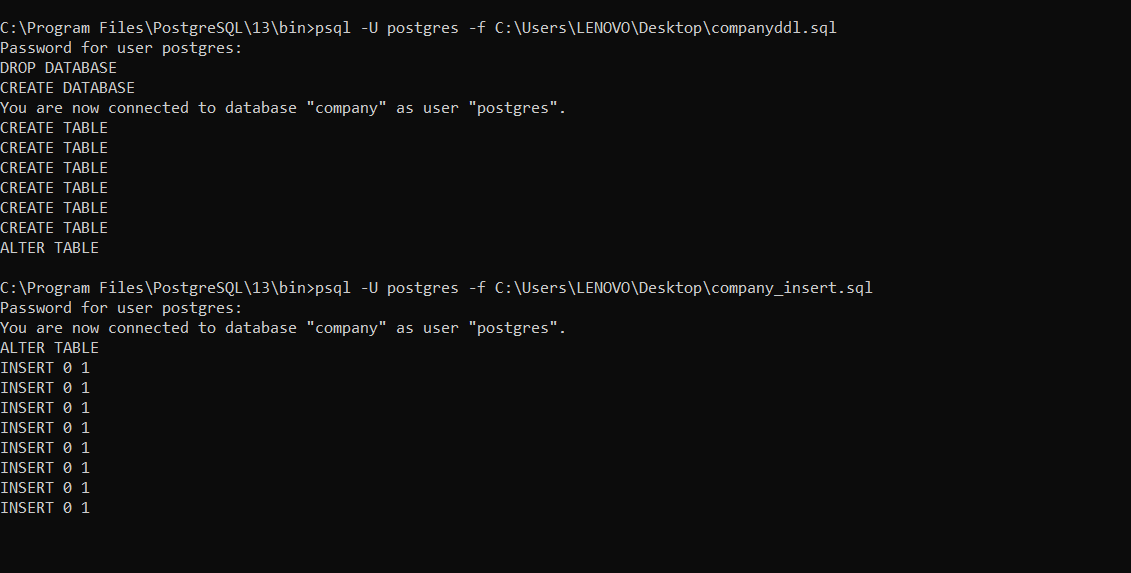 C:\Program Files\PostgreSQL\13\bin>psql -U postgres -f C:\Users\LENOVO\Desktop\companyddl.sql
Password for user postgres:
DROP DATABASE
CREATE DATABASE
You are now connected to database "company" as user "postgres".
CREATE TABLE
CREATE TABLE
CREATE TABLE
CREATE TABLE
CREATE TABLE
CREATE TABLE
ALTER TABLE
C:\Program Files\PostgreSQL\13\bin>psql -U postgres -f C:\Users\LENOVO\Desktop\company_insert.sql
Password for user postgres:
You are now connected to database "company" as user "postgres".
ALTER TABLE
INSERT 0 1
INSERT 0 1
INSERT 0 1
INSERT 0 1
INSERT 0 1
INSERT 0 1
INSERT 0 1
INSERT 0 1